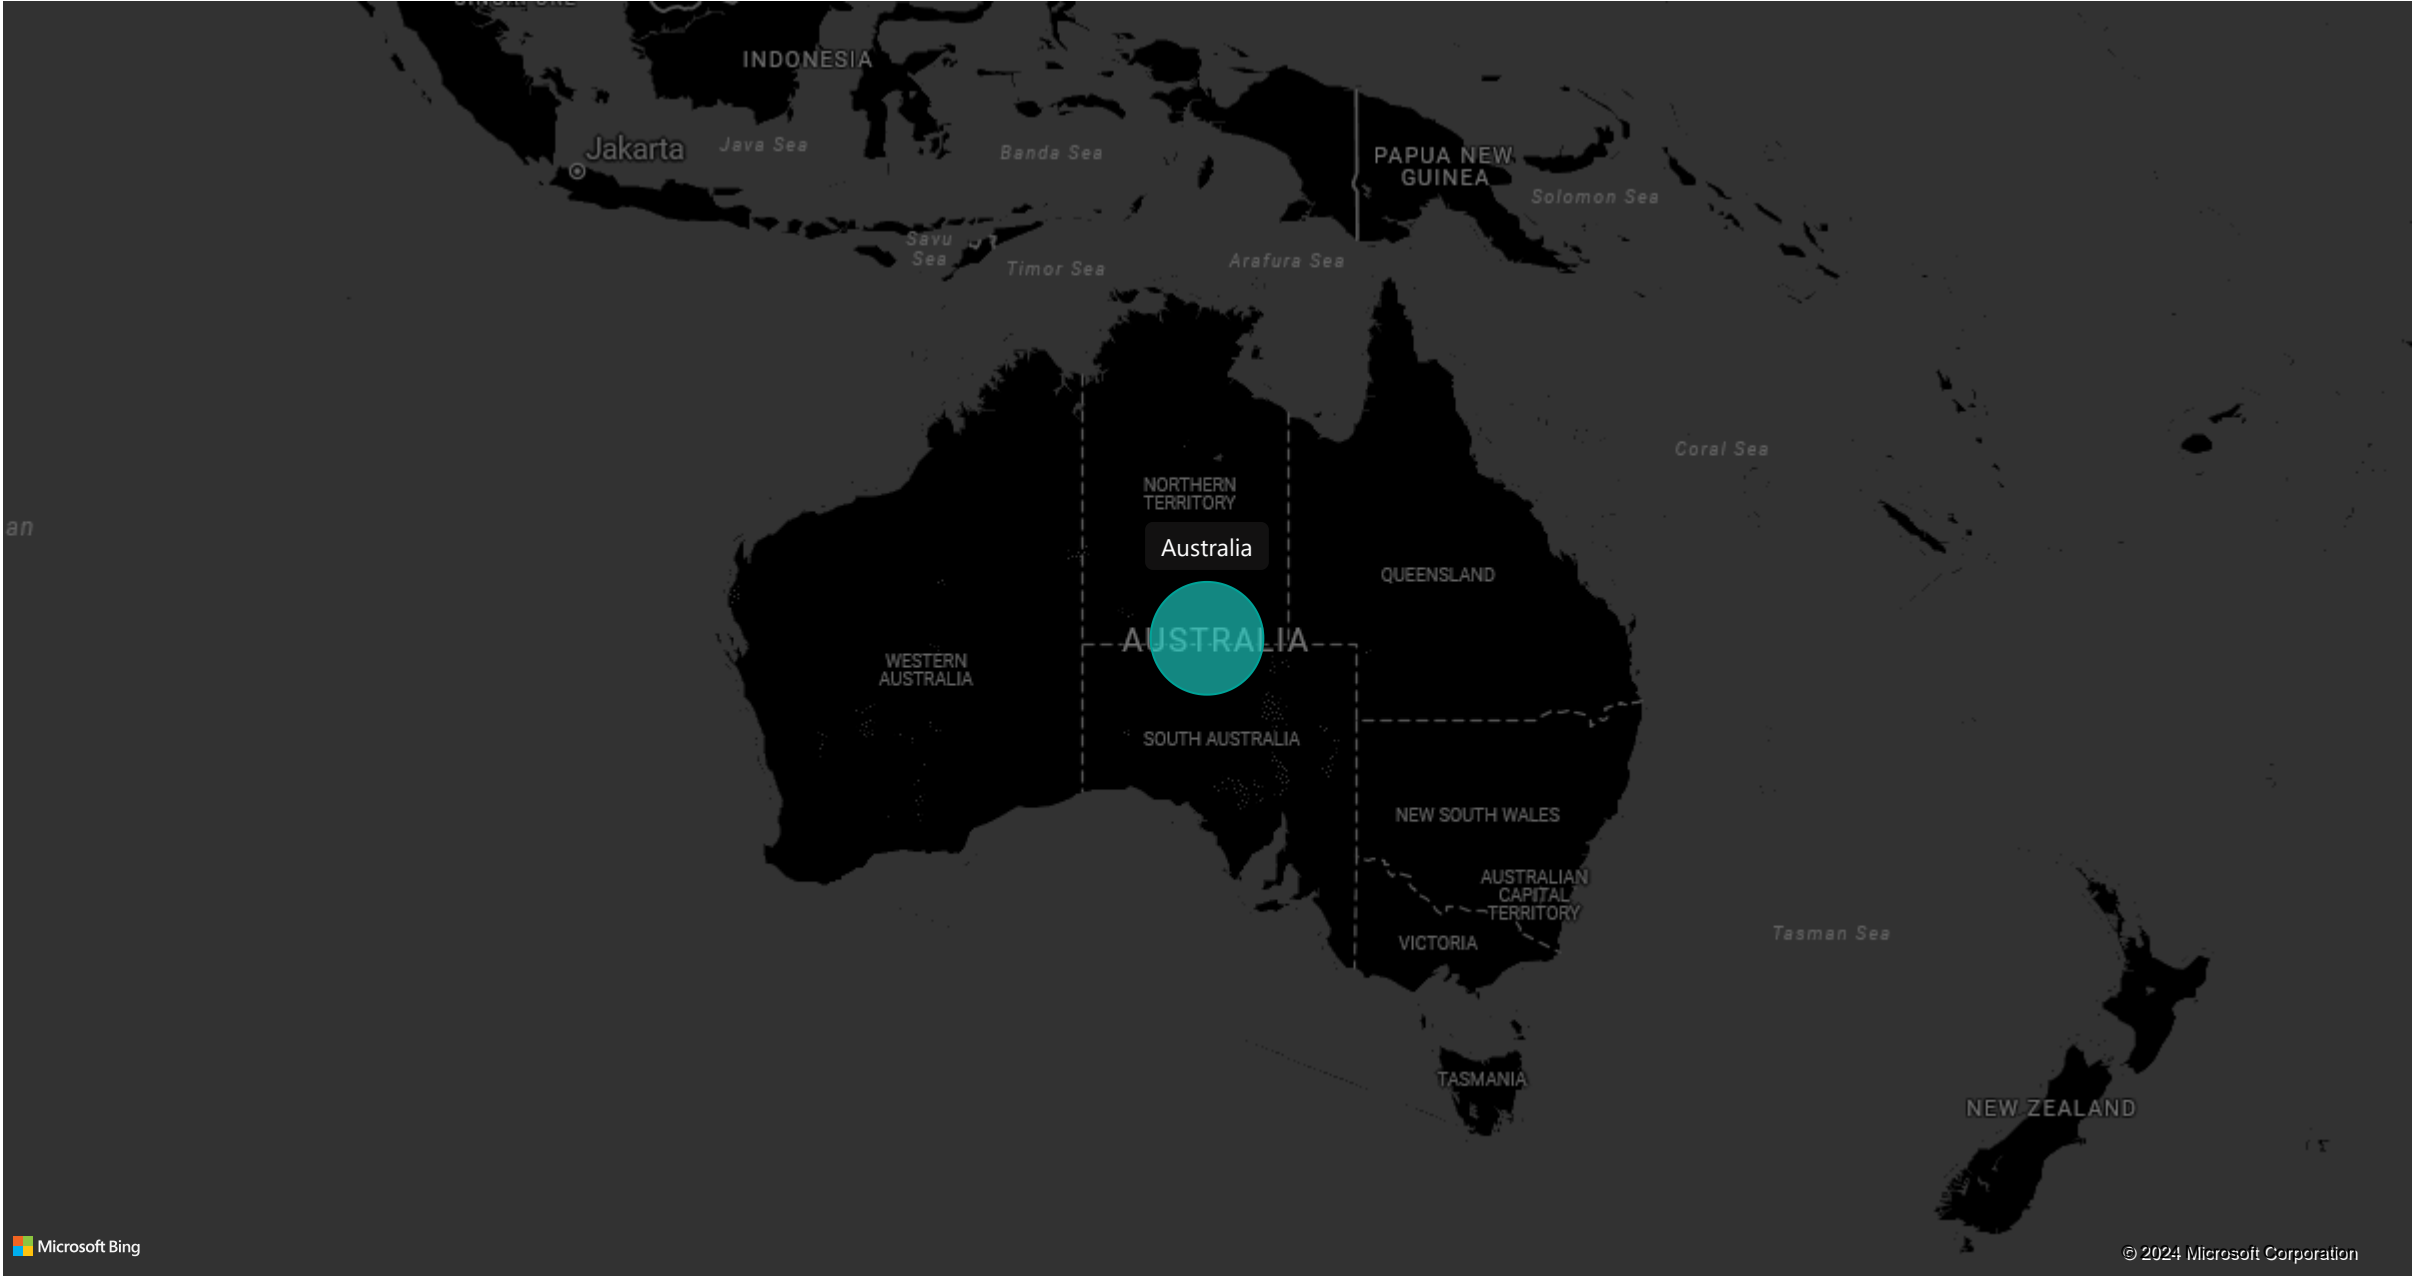 INDONESIA
Jakarta
Java Sea
Banda Sea
PAPUA NEW
GUINEA
Solomon Sea
Savu
Sea
Timor Sea
Arafura Sea
Coral Sea
NORTHERN
TERRITORY
an
Australia
QUEENSLAND
AUSTRALIA
WESTERN
AUSTRALIA
SOUTH AUSTRALIA
NEW SOUTH WALES
AUSTRALIAN
CAPITAL
TERRITORY
VICTORIA
Tasman Sea
TASMANIA
NEW ZEALAND
Microsoft Bing
© 2024 Microsoft Corporation